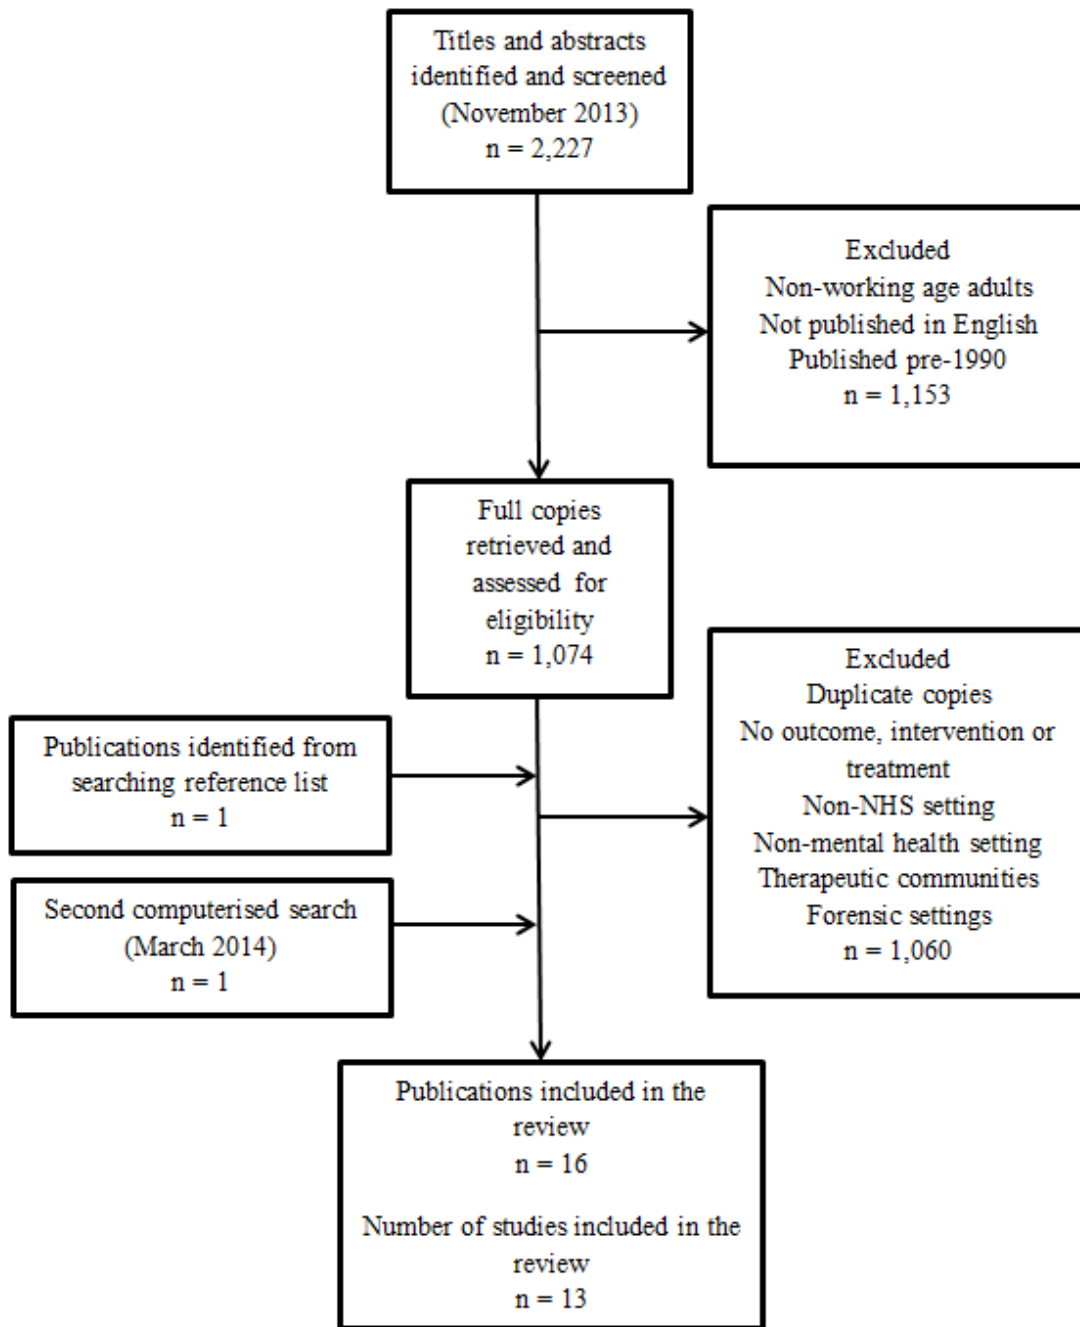 Titles and abstracts
identified and screened
(November 2013)
n = 2,227
Excluded
Non-working age adults
Not published in English
Published pre-1990
n = 1,153
Full copies
retrieved and
assessed for
eligibility
n = 1,074
Excluded
Duplicate copies
No outcome, intervention or
treatment
Non-NHS setting
Non-mental health setting
Therapeutic communities
Forensic settings
n = 1,060
Publications identified from
searching reference list
n = 1
Second computerised search
(March 2014)
n = 1
Publications included in the
review
n = 16
Number of studies included in the
review
n = 13